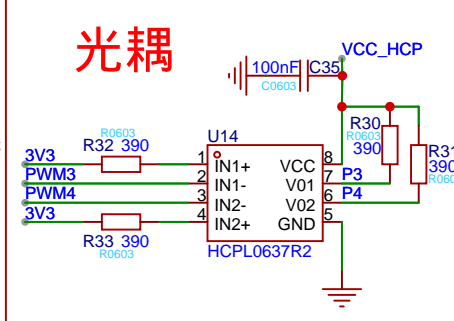 光耦
VCC_HCP
100nF C35
C0603
R30
R0603
390
R31
390
R060
R0603
R32 390
U14
3V3
PWM3
PWM4
3V3
1 IN1+ VCC 8
2 IN1- V01 7 P3
3 IN2- V02 6 P4
4 IN2+ GND 5
R33 390
R0603
HCPL0637R2